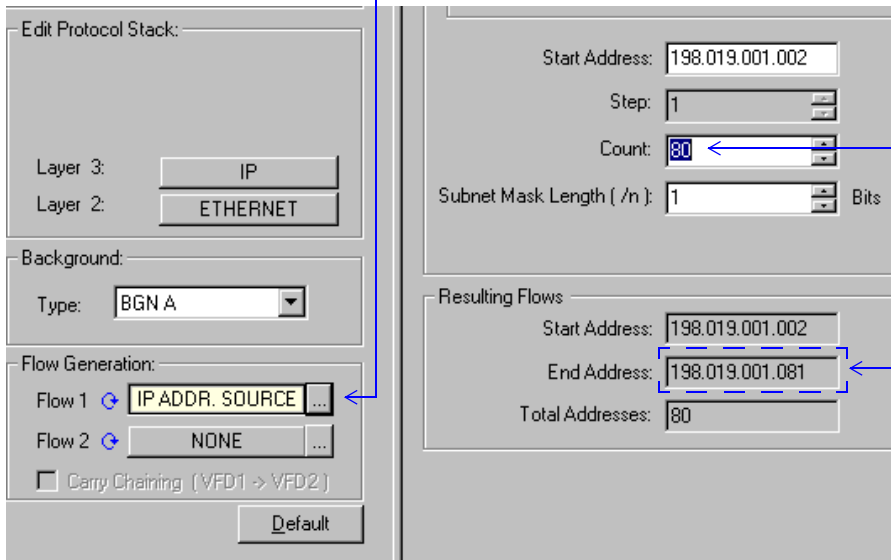 Edit Protocol Stack:
Layer 3: IP
Layer 2: ETHERNET
Background:
Type: BGN A
Flow Generation:
Flow 1 IP ADDR. SOURCE ...
Flow 2 NONE ...
Carry Chaining ( VFD1 -> VFD2 )
Default
Start Address: 198.019.001.002
Step: 1
Count: 80
Subnet Mask Length ( /n ): 1 Bits
Resulting Flows
Start Address: 198.019.001.002
End Address: 198.019.001.081
Total Addresses: 80